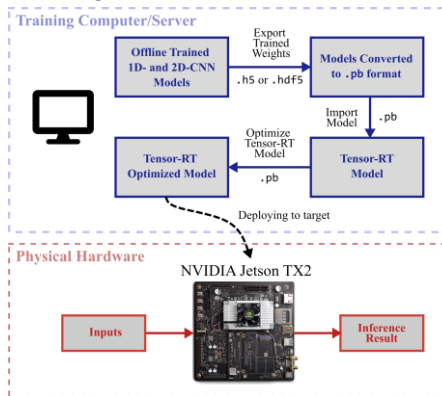 Training Computer/Server
Offline Trained
1D- and 2D-CNN
Models
Export
Trained
Weights
.h5 or .hdf5
Models Converted
to .pb format
Import
Model
.pb
Tensor-RT
Model
Optimize
Tensor-RT
Model
.pb
Tensor-RT
Optimized Model
Deploying to target
Physical Hardware
NVIDIA Jetson TX2
Inputs
Inference
Result